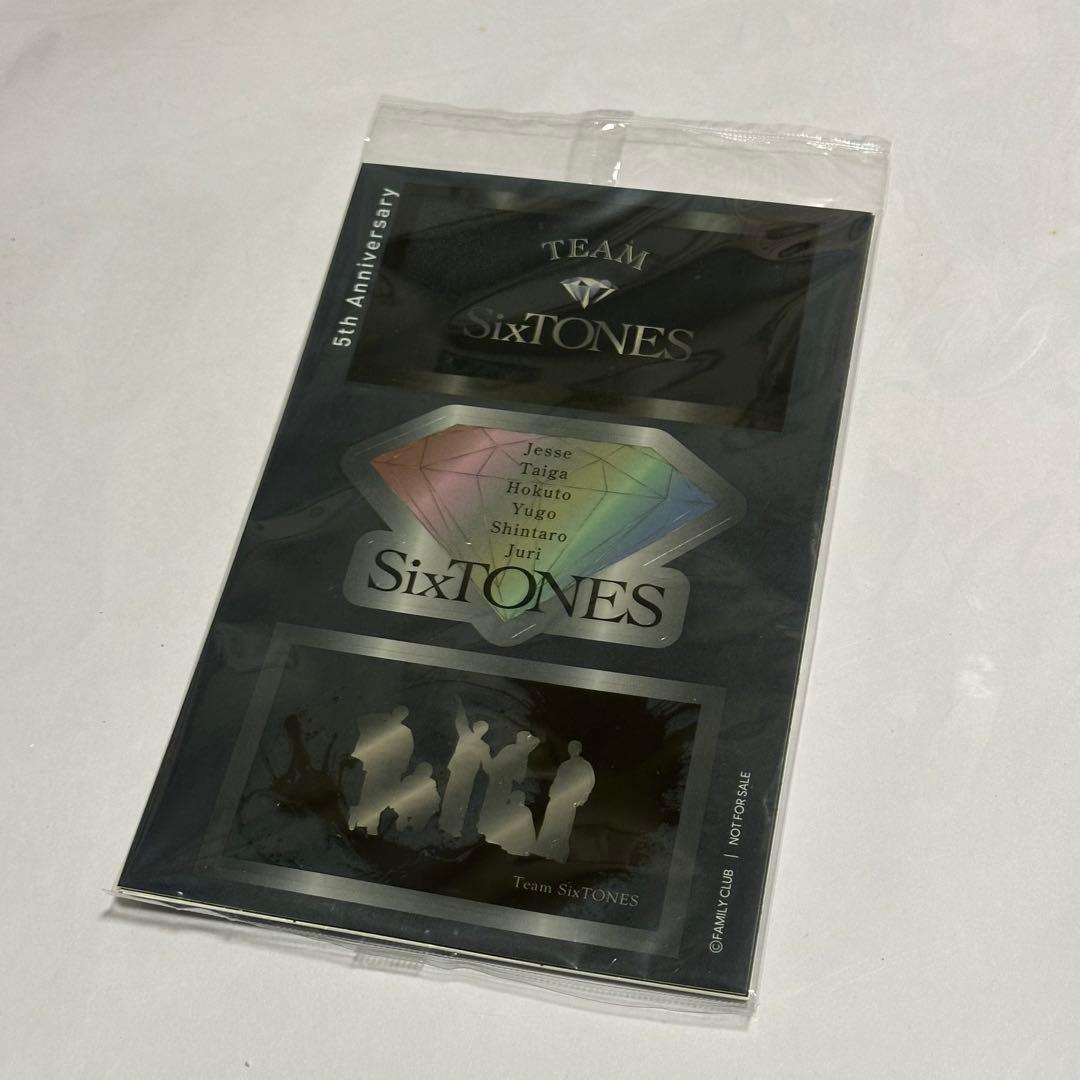 5th Anniversary
TEAM
SixTONES
Jesse
Taiga
Hokuto
Yugo
Shintaro
Juri
SixTONES
Team SixTONES
©FAMILY CLUB | NOT FOR SALE